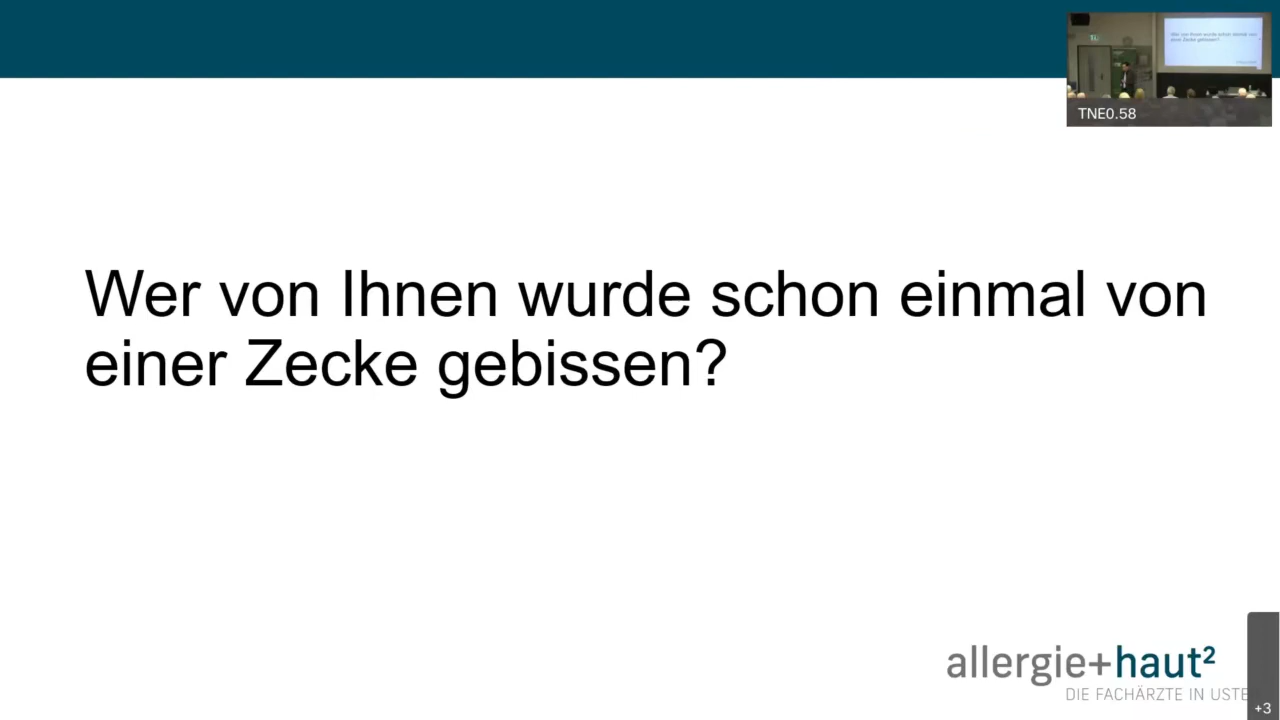 TNE0.58
Wer von Ihnen wurde schon einmal von
einer Zecke gebissen?
allergie+haut²
DIE FACHÄRZTE IN USTE
+3